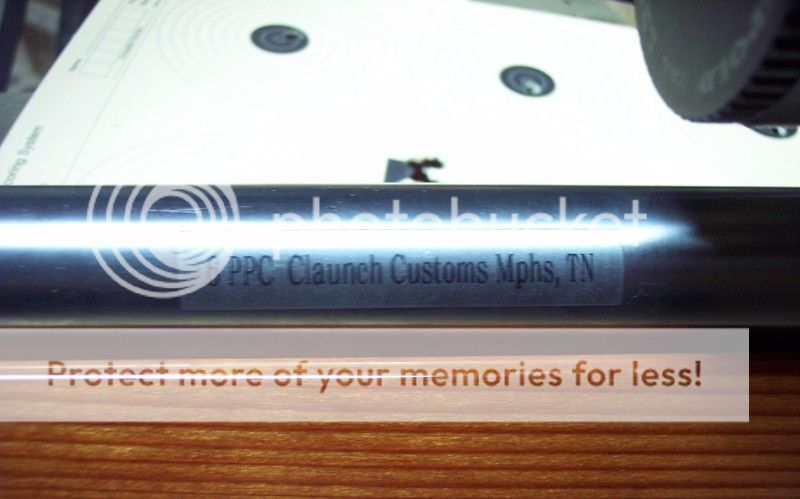 photobucket
PPC Claunch Customs Mphs, TN
Protect more of your memories for less!